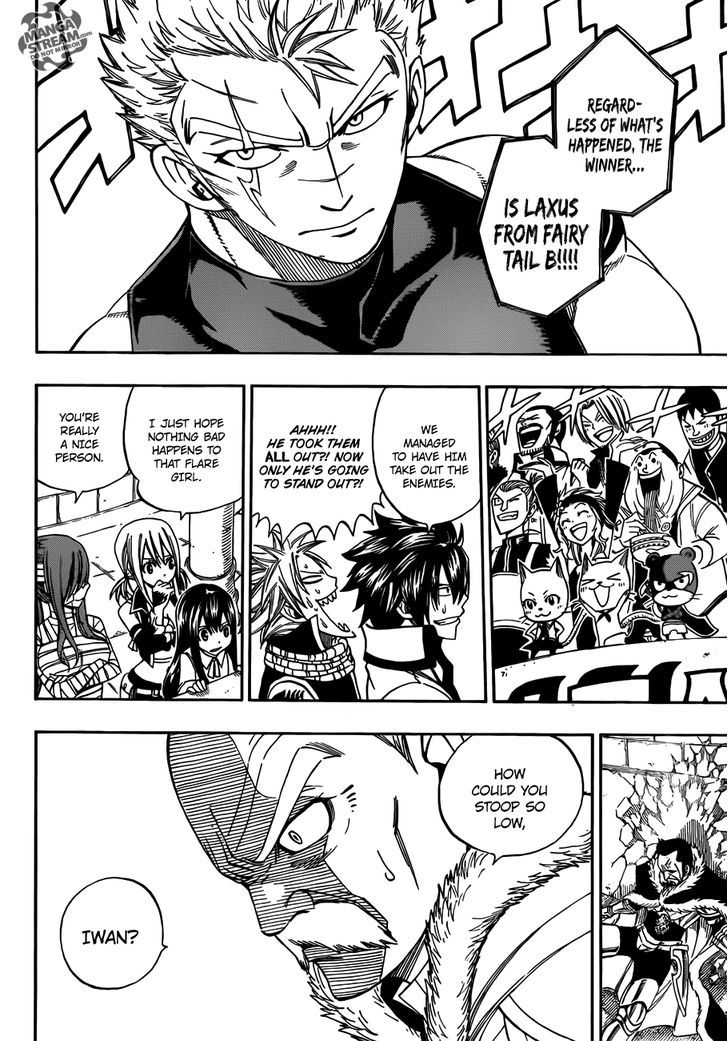 MANGA
STREAM.com
DO NOT MIRROR!
REGARD-
LESS OF WHAT'S
HAPPENED, THE
WINNER...
IS LAXUS
FROM FAIRY
TAIL B!!!!
WE
MANAGED
TO HAVE HIM
TAKE OUT THE
ENEMIES.
AHHH!!
HE TOOK THEM
ALL OUT?! NOW
ONLY HE'S GOING
TO STAND OUT?!
I JUST HOPE
NOTHING BAD
HAPPENS TO
THAT FLARE
GIRL.
YOU'RE
REALLY
A NICE
PERSON.
HOW
COULD YOU
STOOP SO
LOW,
IWAN?